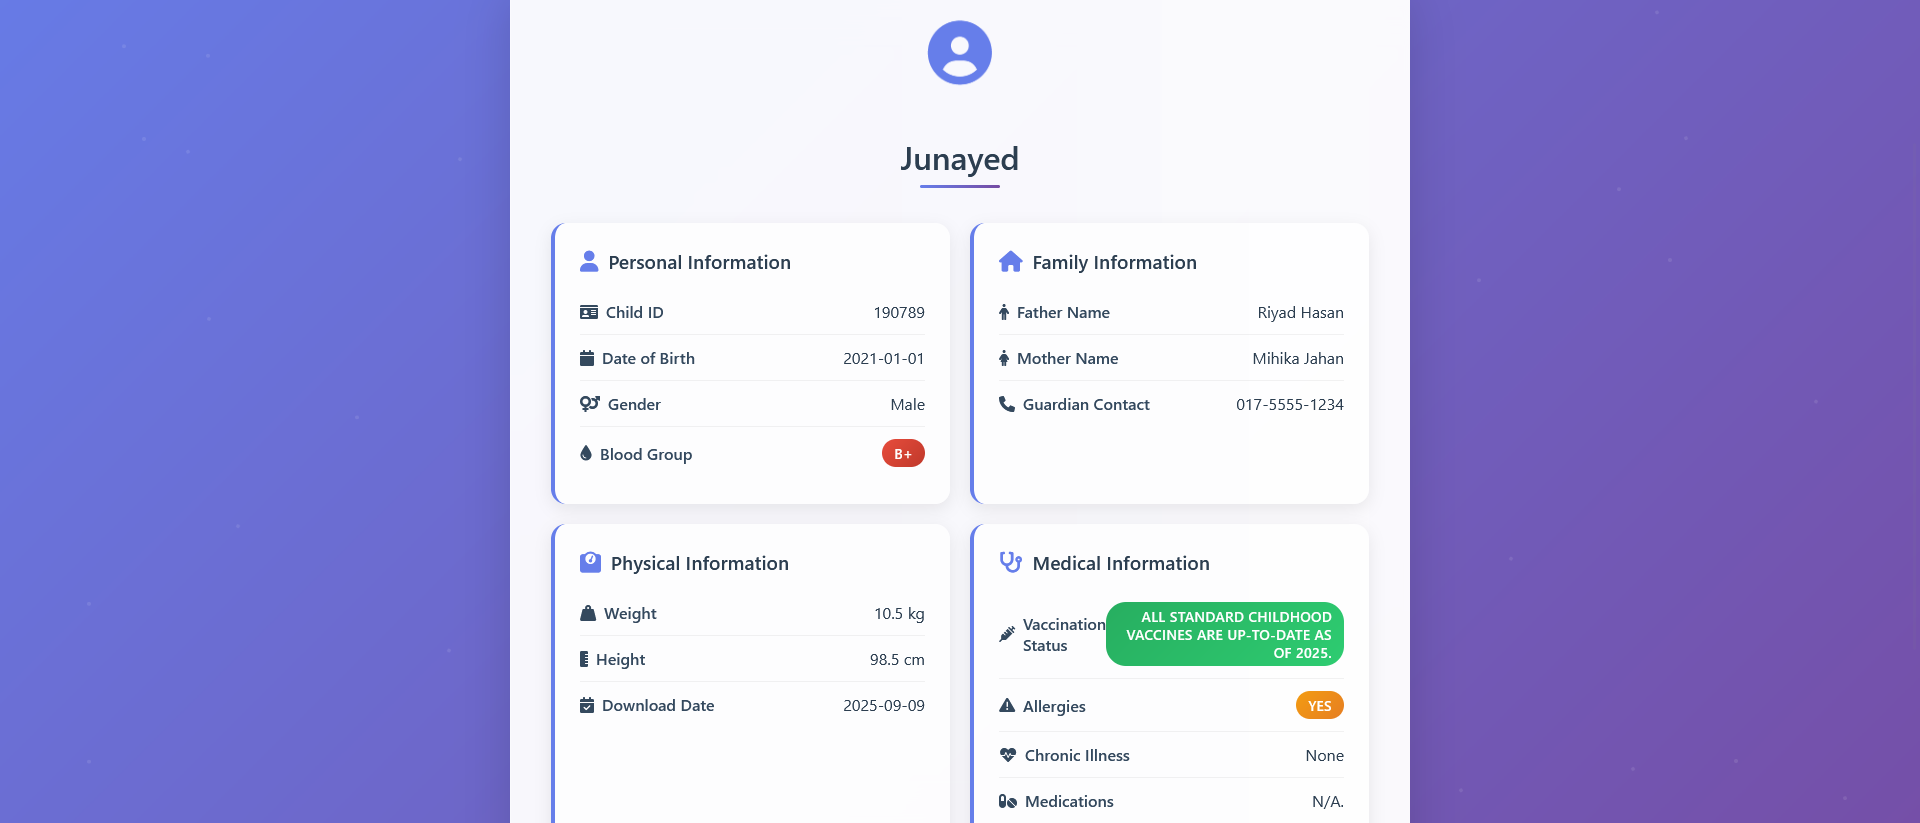 Junayed
Personal Information
Child ID 190789
Date of Birth 2021-01-01
Gender Male
Blood Group B+
Family Information
Father Name Riyad Hasan
Mother Name Mihika Jahan
Guardian Contact 017-5555-1234
Physical Information
Weight 10.5 kg
Height 98.5 cm
Download Date 2025-09-09
Medical Information
Vaccination
Status
ALL STANDARD CHILDHOOD
VACCINES ARE UP-TO-DATE AS
OF 2025.
Allergies YES
Chronic Illness None
Medications N/A.